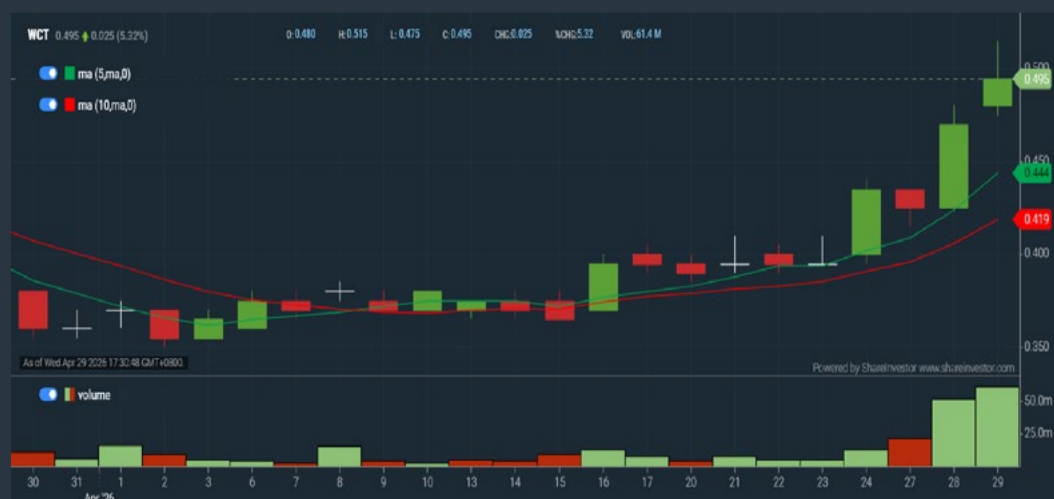 WCT 0.495 0.025 (5.32%) O:0.480 H:0.515 L:0.475 C:0.495 CHG:0.025 %CHG:5.32 VOL:61.4 M
ma (5,ma,0)
ma (10,ma,0)
0.500
0.495
0.450
0.444
0.419
0.400
0.350
As of Wed Apr 29 2026 17:30:48 GMT+0800.
Powered by ShareInvestor www.shareinvestor.com
volume
50.0m
25.0m
30 31 1 2 3 6 7 8 9 10 13 14 15 16 17 20 21 22 23 24 27 28 29
Apr '26